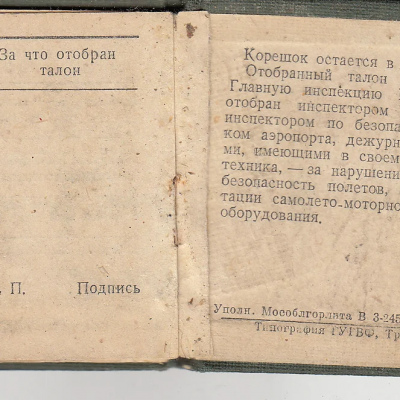 За что отобран
талон
П. Подпись
Корешок остается в
Отобранный талон
Главную инспекцию
отобран инспектором
инспектором по безопа
ком аэропорта, дежурн
ми, имеющими в своем
техника, — за нарушени
безопасность полетов,
тации самолето-моторно
оборудования.
Уполн. Мособлгорлита В 3-245
Типография ГУГВФ, Тр